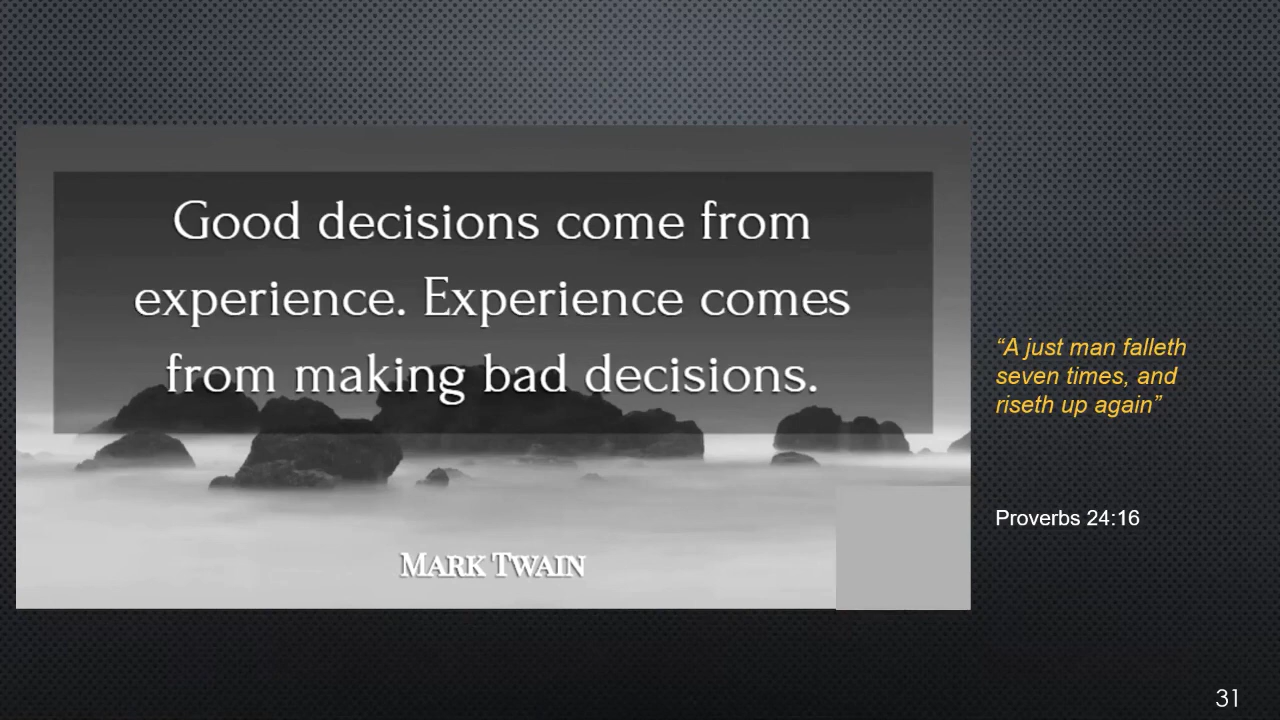 Good decisions come from
experience. Experience comes
from making bad decisions.
MARK TWAIN
“A just man falleth
seven times, and
riseth up again”
Proverbs 24:16
31